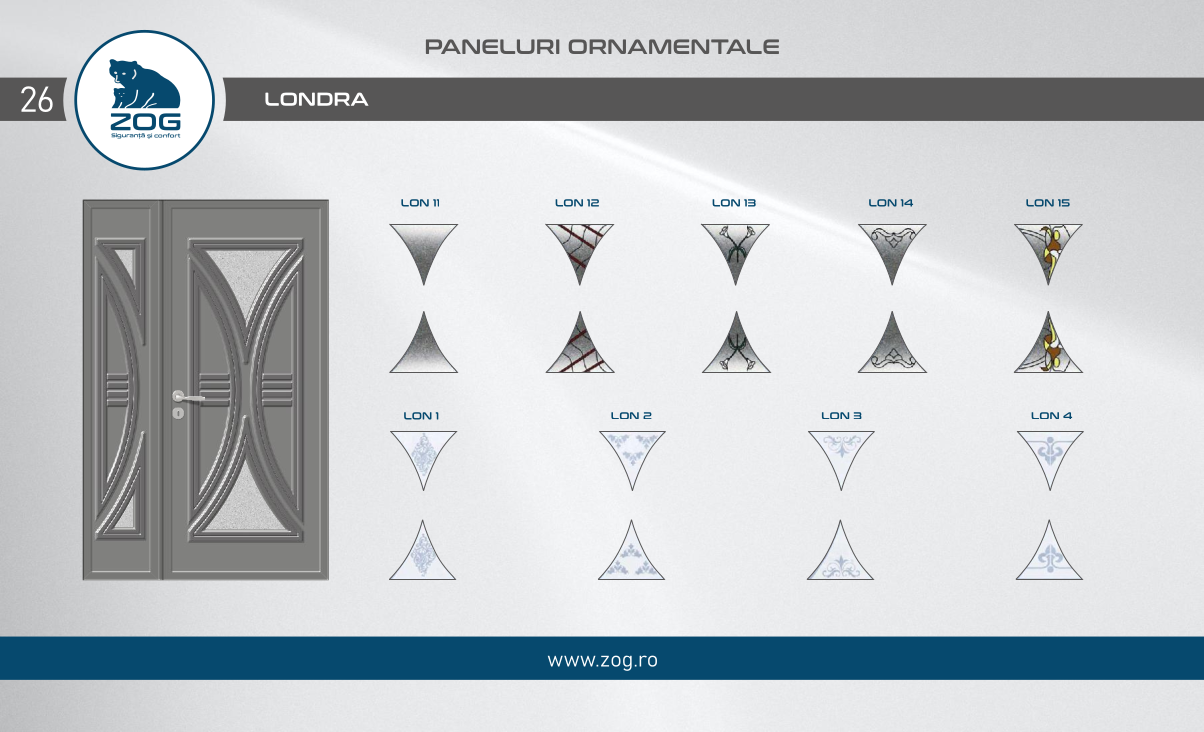 PANELURI ORNAMENTALE
26
LONDRA
ZOG
Siguranță și confort
LON 11
LON 12
LON 13
LON 14
LON 15
LON 1
LON 2
LON 3
LON 4
www.zog.ro